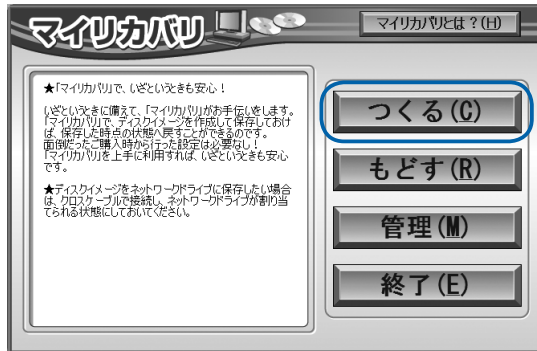 マイリカバリ
マイリカバリとは？(H)
★「マイリカバリ」で、いざというときも安心！
いざというときに備えて、「マイリカバリ」がお手伝いをします。
「マイリカバリ」で、ディスクイメージを作成して保存しておけ
ば、保存した時点の状態へ戻すことができるのです。
面倒だったご購入時から行った設定は必要なし！
「マイリカバリ」を上手に利用すれば、いざというときも安心
です。
★ディスクイメージをネットワークドライブに保存したい場合
は、クロスケーブルで接続し、ネットワークドライブが割り当
てられる状態にしておいてください。
つくる(C)
もどす(R)
管理(M)
終了(E)